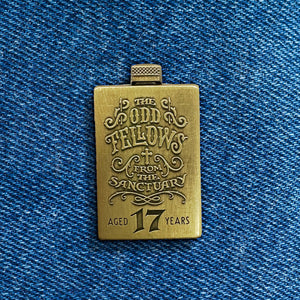 THE
ODD
FELLOWS
FROM
THE
SANCTUARY
AGED 17 YEARS